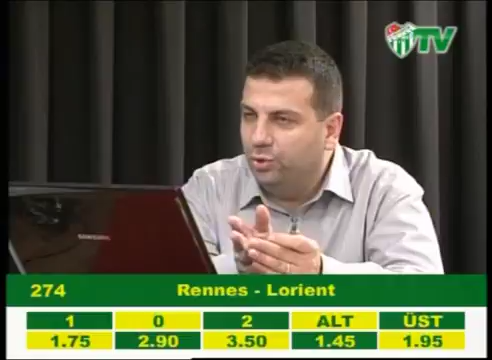 TV
SAMSUNG
274 Rennes - Lorient
1 0 2 ALT ÜST
1.75 2.90 3.50 1.45 1.95